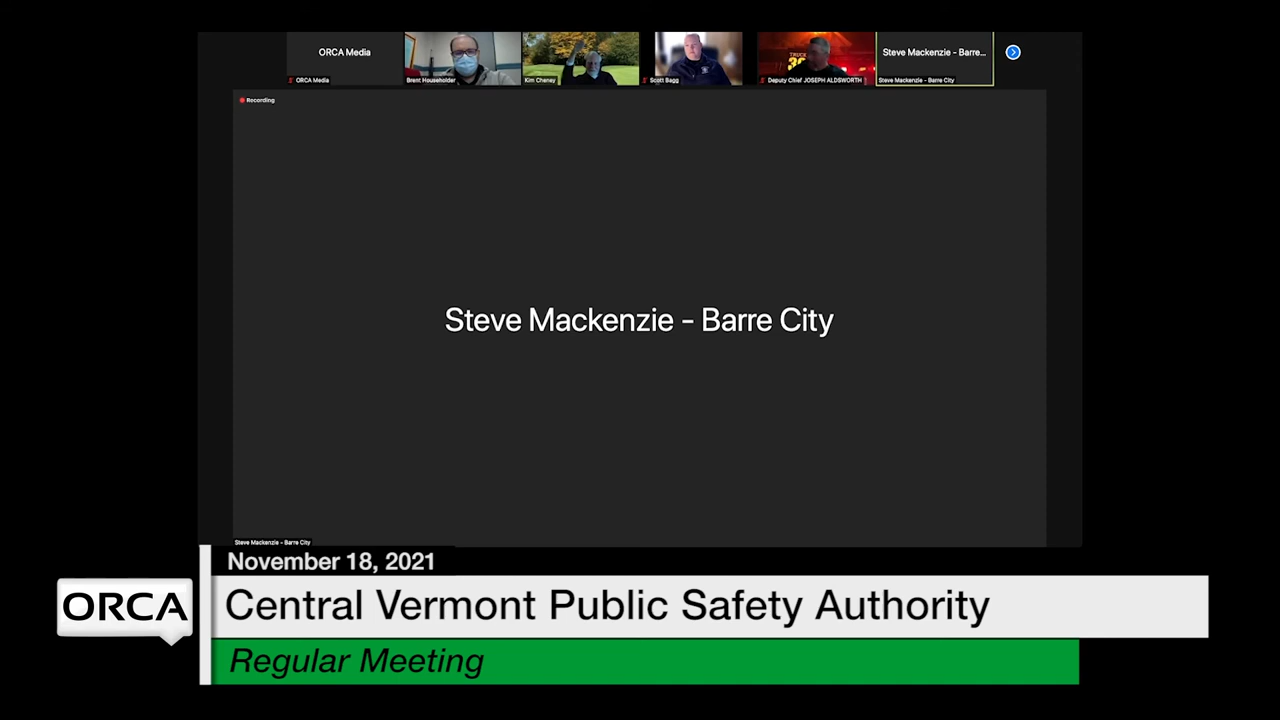 ORCA Media
Steve Mackenzie - Barre...
ORCA Media
Brent Householder
Kim Cheney
Scott Bagg
Deputy Chief JOSEPH ALDSWORTH
Steve Mackenzie - Barre City
TRUCK
Recording
Steve Mackenzie - Barre City
Steve Mackenzie - Barre City
November 18, 2021
ORCA
Central Vermont Public Safety Authority
Regular Meeting